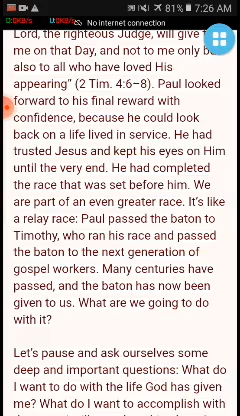 0KB/s 0KB/s 81% 7:26 AM
No internet connection
Lord, the righteous Judge, will give
me on that Day, and not to me only but
also to all who have loved His
appearing” (2 Tim. 4:6–8). Paul looked
forward to his final reward with
confidence, because he could look
back on a life lived in service. He had
trusted Jesus and kept his eyes on Him
until the very end. He had completed
the race that was set before him. We
are part of an even greater race. It’s like
a relay race: Paul passed the baton to
Timothy, who ran his race and passed
the baton to the next generation of
gospel workers. Many centuries have
passed, and the baton has now been
given to us. What are we going to do
with it?
Let’s pause and ask ourselves some
deep and important questions: What do
I want to do with the life God has given
me? What do I want to accomplish with